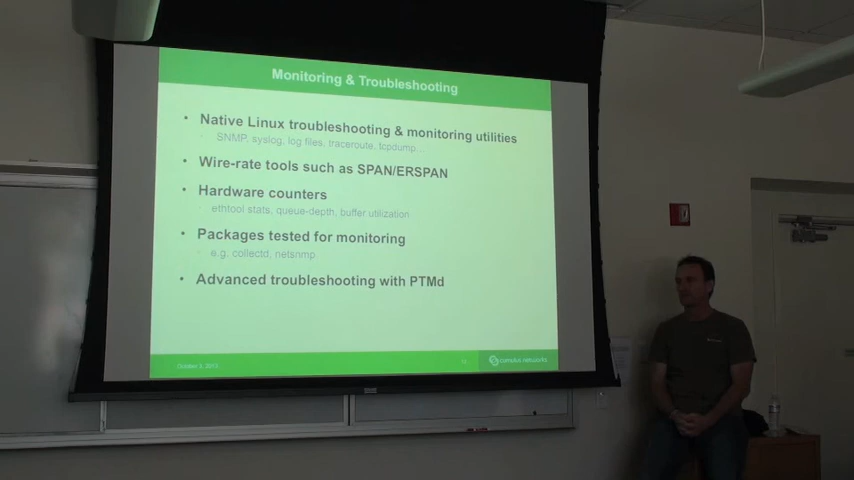 Monitoring & Troubleshooting
• Native Linux troubleshooting & monitoring utilities
SNMP, syslog, log files, traceroute, tcpdump...
• Wire-rate tools such as SPAN/ERSPAN
• Hardware counters
ethtool stats, queue-depth, buffer utilization
• Packages tested for monitoring
e.g. collectd, netsnmp
• Advanced troubleshooting with PTMd
cumulus networks